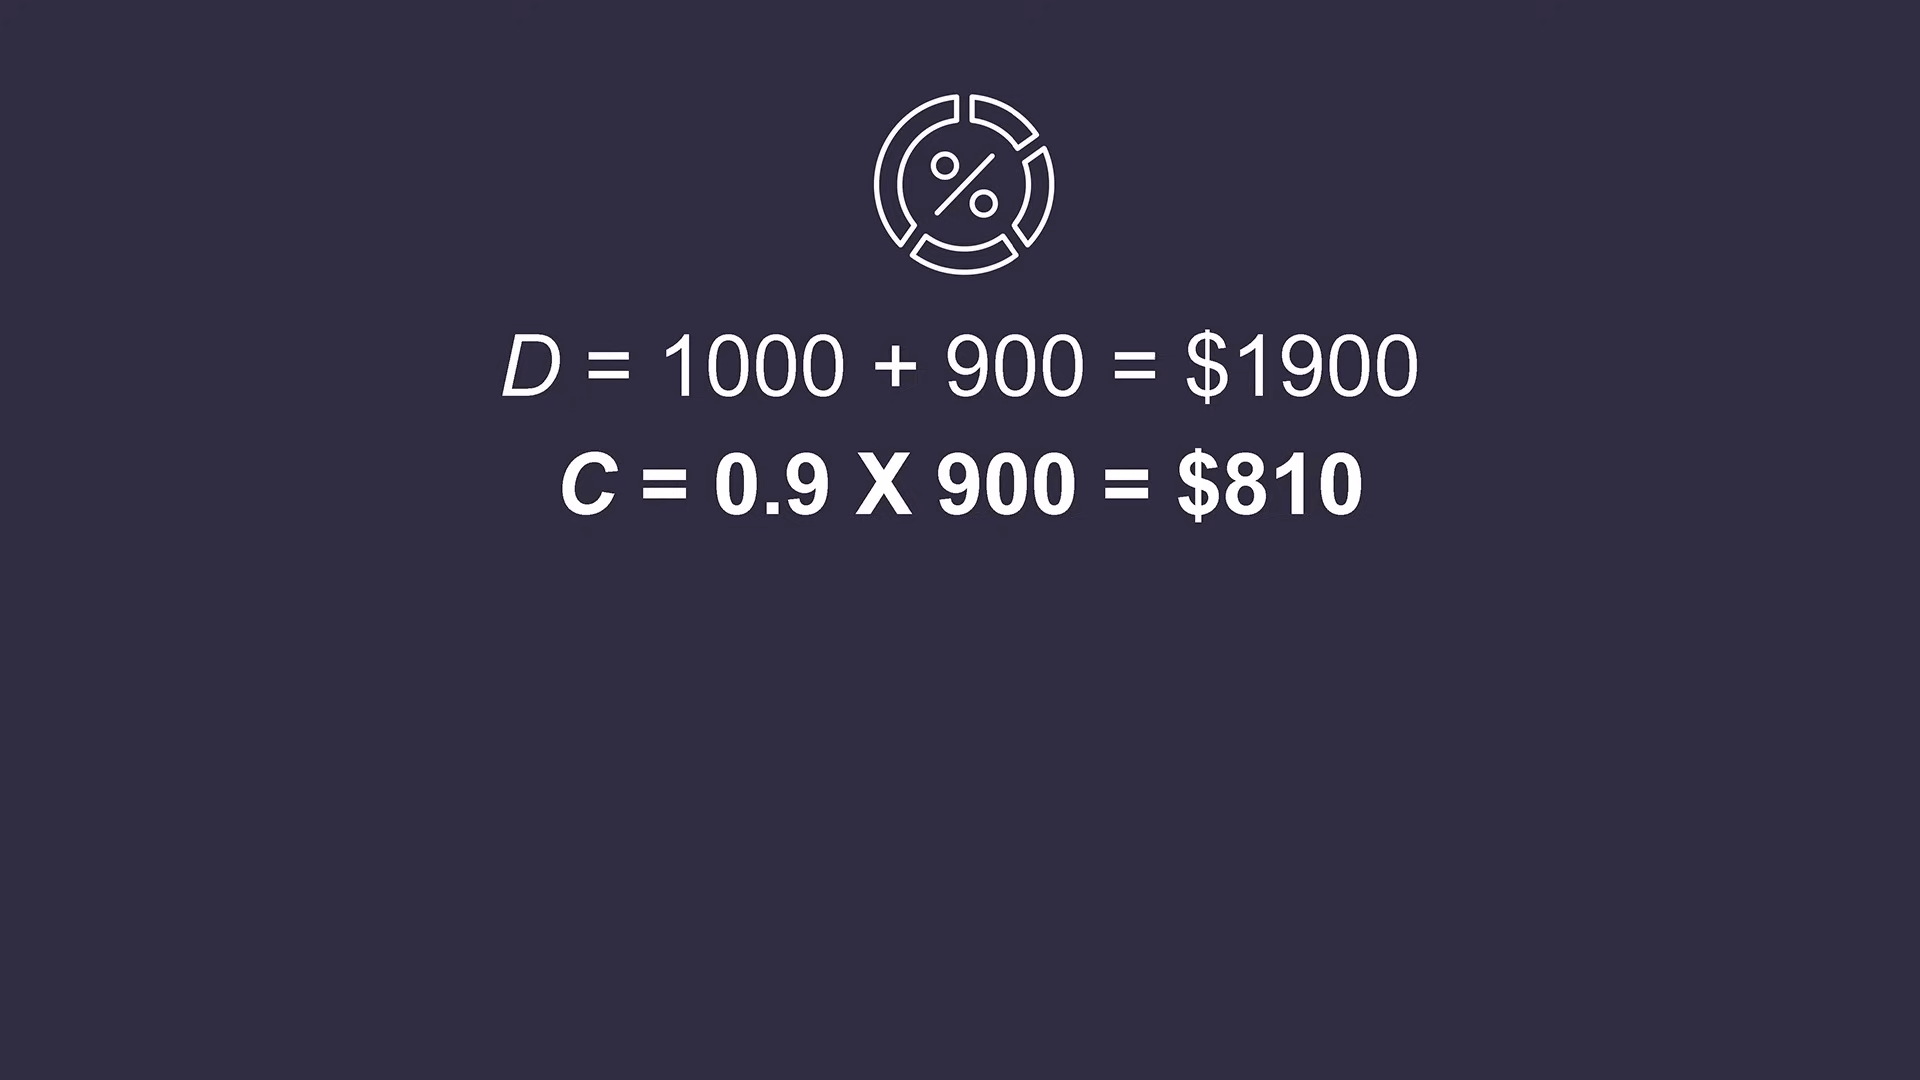 %
D = 1000 + 900 = $1900
C = 0.9 X 900 = $810